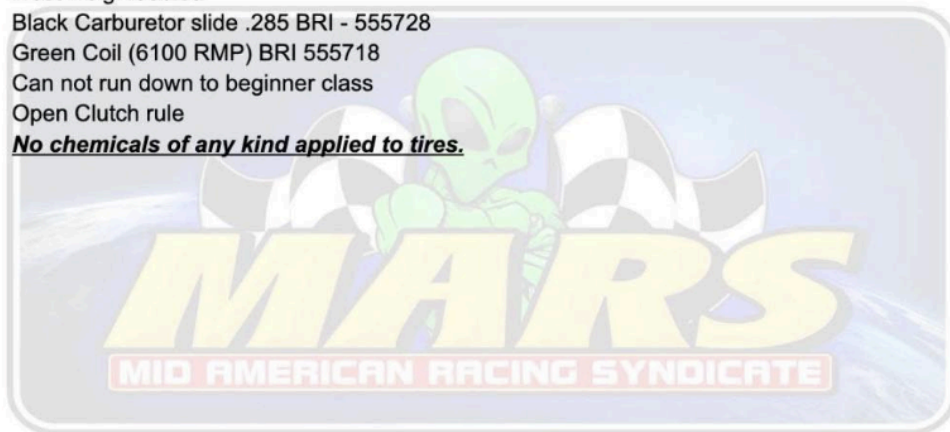 Black Carburetor slide .285 BRI - 555728
Green Coil (6100 RMP) BRI 555718
Can not run down to beginner class
Open Clutch rule
No chemicals of any kind applied to tires.
MARS
MID AMERICAN RACING SYNDICATE